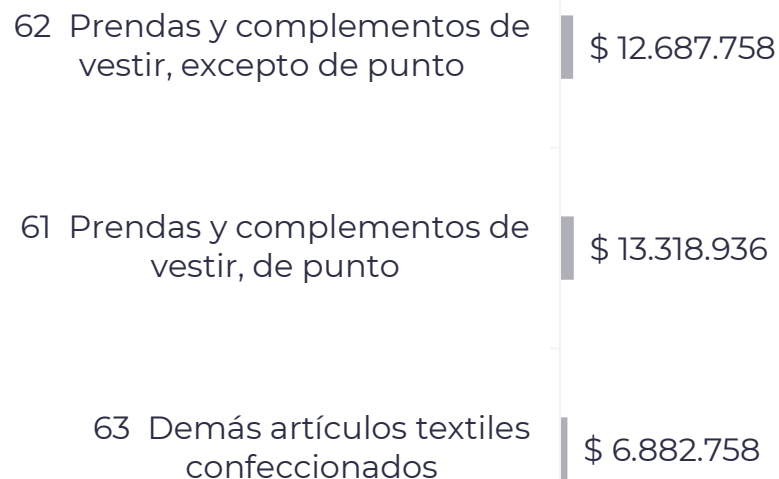 62 Prendas y complementos de
vestir, excepto de punto
$ 12.687.758
61 Prendas y complementos de
vestir, de punto
$ 13.318.936
63 Demás artículos textiles
confeccionados
$ 6.882.758